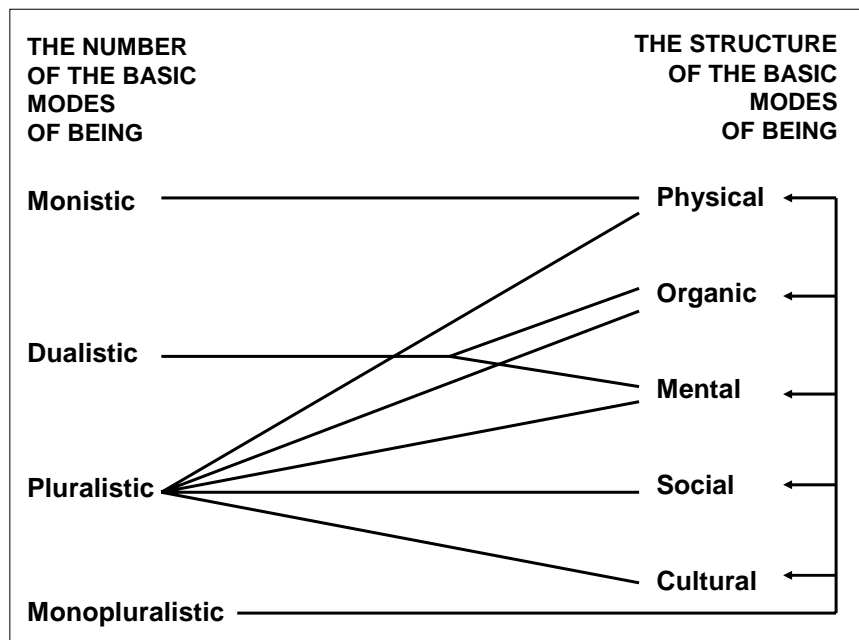 THE NUMBER
OF THE BASIC
MODES
OF BEING
THE STRUCTURE
OF THE BASIC
MODES
OF BEING
Monistic
Physical
Organic
Dualistic
Mental
Pluralistic
Social
Cultural
Monopluralistic